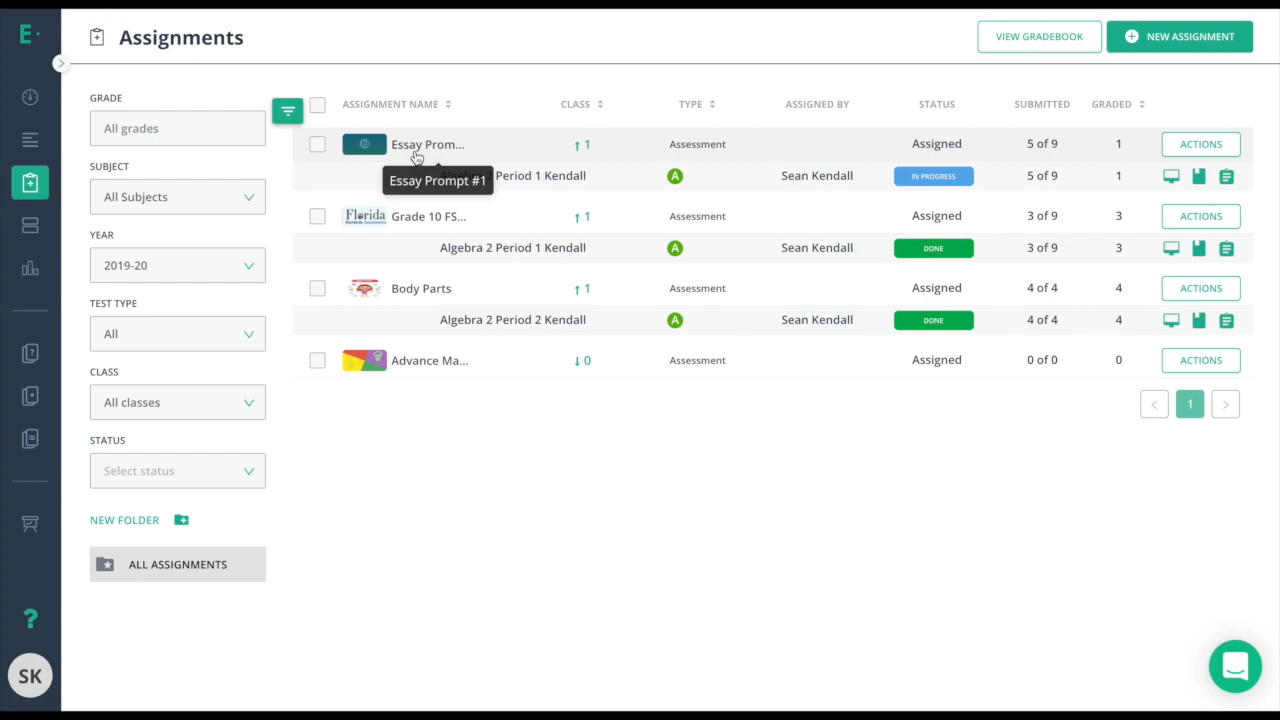 E
Assignments
VIEW GRADEBOOK
NEW ASSIGNMENT
GRADE
All grades
SUBJECT
All Subjects
YEAR
2019-20
TEST TYPE
All
CLASS
All classes
STATUS
Select status
NEW FOLDER
ALL ASSIGNMENTS
ASSIGNMENT NAME CLASS TYPE ASSIGNED BY STATUS SUBMITTED GRADED
Essay Prom... 1 Assessment Assigned 5 of 9 1 ACTIONS
Period 1 Kendall A Sean Kendall IN PROGRESS 5 of 9 1
Essay Prompt #1
Florida Grade 10 FS... 1 Assessment Assigned 3 of 9 3 ACTIONS
Algebra 2 Period 1 Kendall A Sean Kendall DONE 3 of 9 3
Body Parts 1 Assessment Assigned 4 of 4 4 ACTIONS
Algebra 2 Period 2 Kendall A Sean Kendall DONE 4 of 4 4
Advance Ma... 0 Assessment Assigned 0 of 0 0 ACTIONS
< 1 >
?
SK